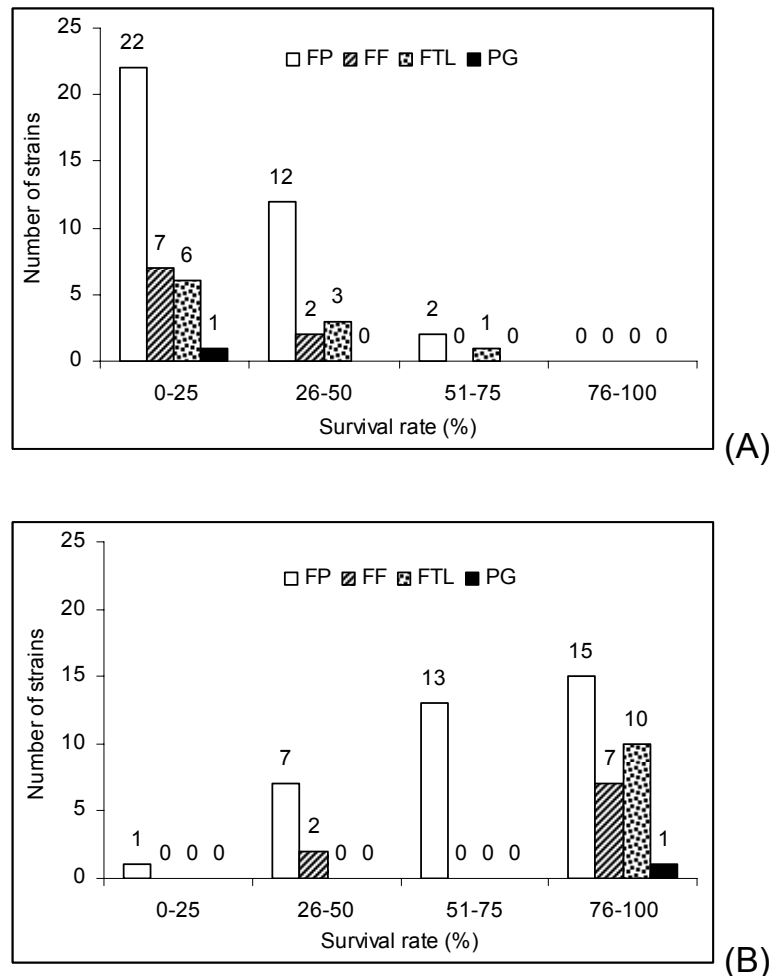 25
22
FP FF FTL PG
20
15
12
10
7
6
5
3
2
2
1
1
0
0
0
0 0 0 0
0
0-25 26-50 51-75 76-100
Number of strains
Survival rate (%)
(A)
25
FP FF FTL PG
20
15
15
13
10
10
7
7
5
2
1
1
0 0 0
0 0
0 0 0
0
0-25 26-50 51-75 76-100
Number of strains
Survival rate (%)
(B)